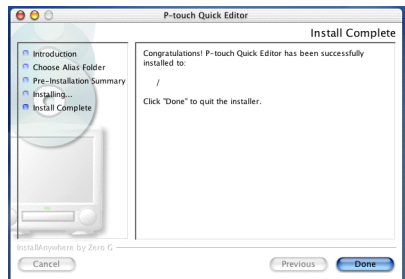 P-touch Quick Editor
Install Complete
Introduction
Choose Alias Folder
Pre-Installation Summary
Installing...
Install Complete
Congratulations! P-touch Quick Editor has been successfully
installed to:
/
Click "Done" to quit the installer.
InstallAnywhere by Zero G
Cancel
Previous
Done